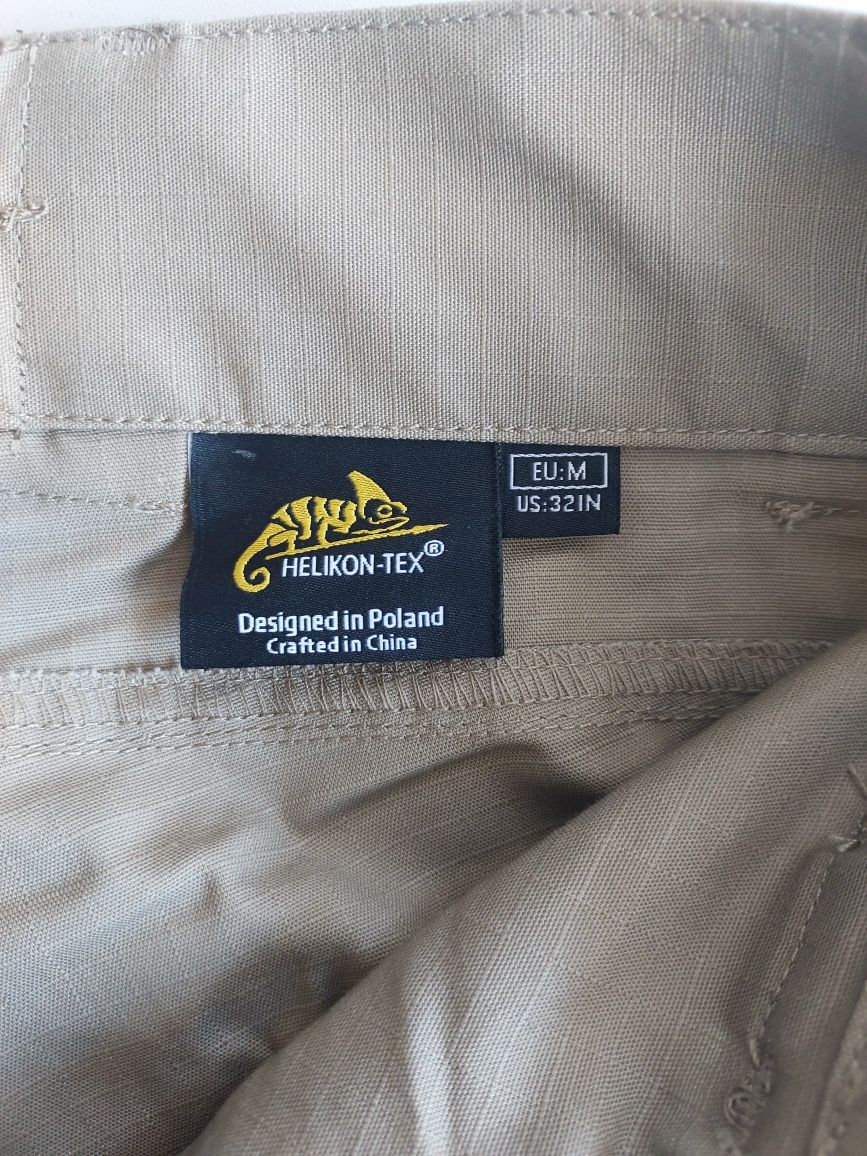 HELIKON-TEX®
Designed in Poland
Crafted in China
EU:M
US:32IN